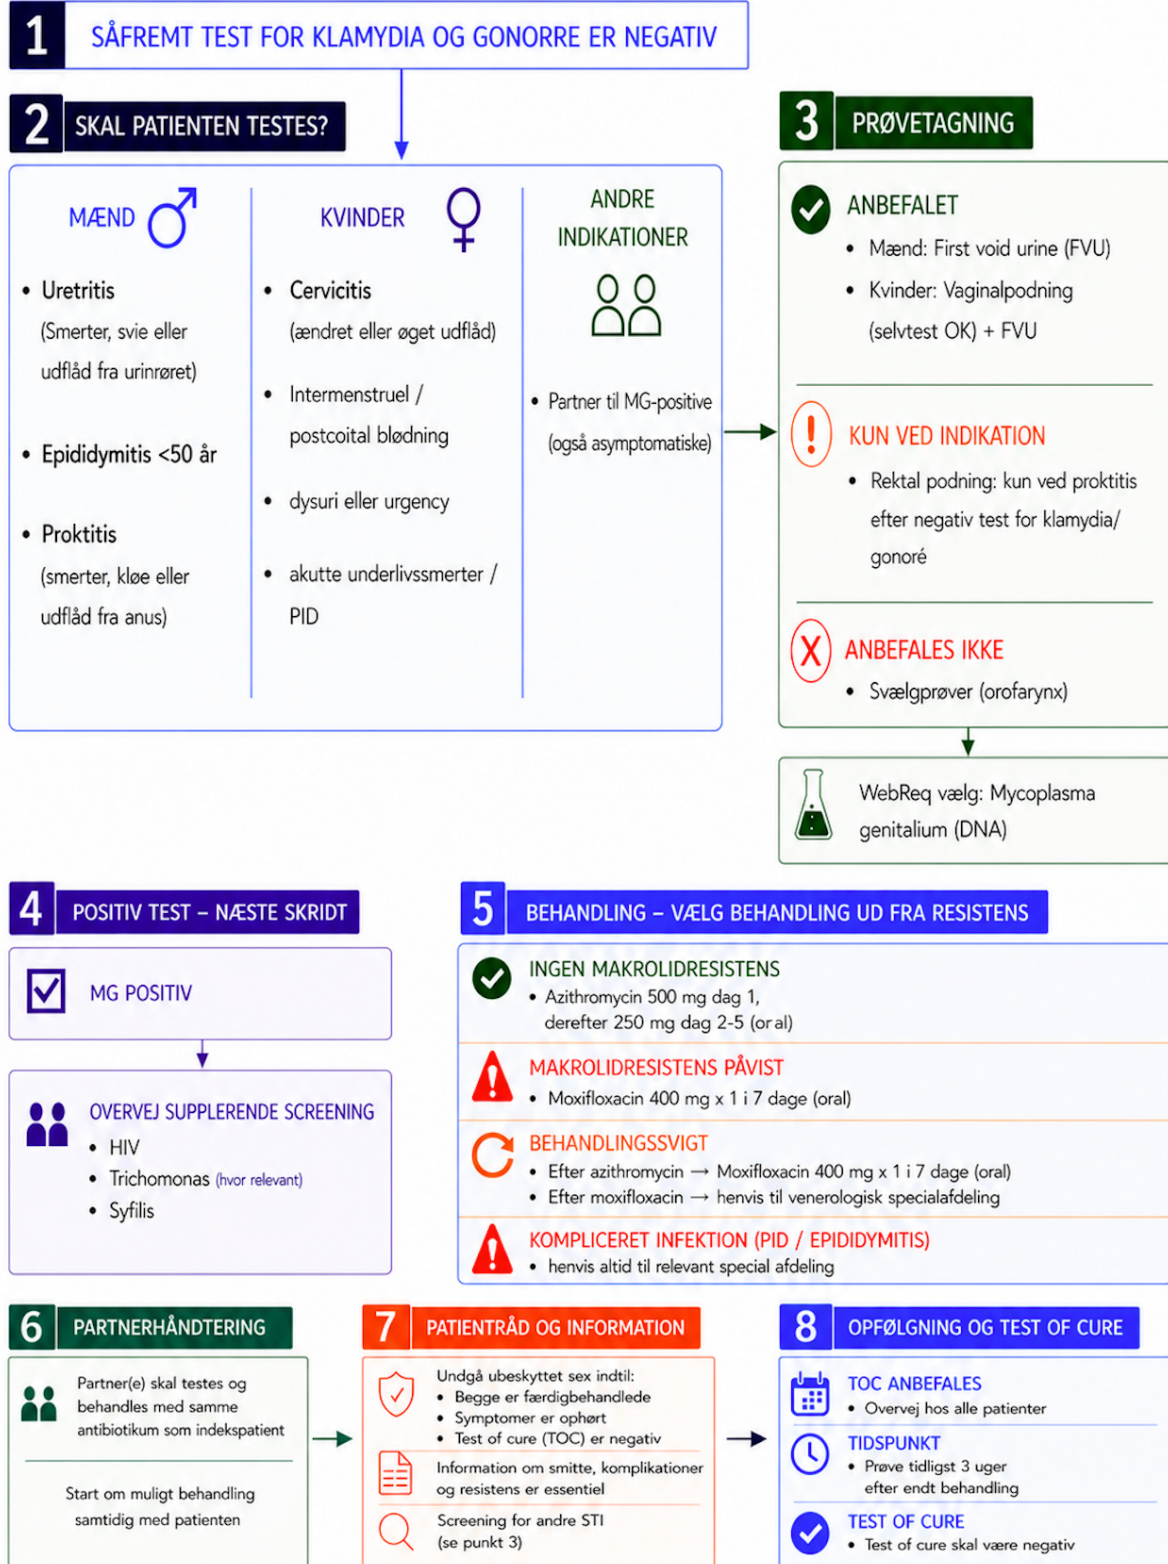 1 SÅFREMT TEST FOR KLAMYDIA OG GONORRE ER NEGATIV
2 SKAL PATIENTEN TESTES?
MÆND
• Uretritis
(Smerter, svie eller
udflåd fra urinrøret)
• Epididymitis <50 år
• Proktitis
(smerter, kløe eller
udflåd fra anus)
KVINDER
• Cervicitis
(ændret eller øget udflåd)
• Intermenstruel /
postcoital blødning
• dysuri eller urgency
• akutte underlivssmerter /
PID
ANDRE
INDIKATIONER
• Partner til MG-positive
(også asymptomatiske)
3 PRØVETAGNING
ANBEFALET
• Mænd: First void urine (FVU)
• Kvinder: Vaginalpodning
(selvtest OK) + FVU
KUN VED INDIKATION
• Rektal podning: kun ved proktitis
efter negativ test for klamydia/
gonoré
ANBEFALES IKKE
• Svælgprøver (orofarynx)
WebReq vælg: Mycoplasma
genitalium (DNA)
4 POSITIV TEST – NÆSTE SKRIDT
MG POSITIV
OVERVEJ SUPPLERENDE SCREENING
• HIV
• Trichomonas (hvor relevant)
• Syfilis
5 BEHANDLING – VÆLG BEHANDLING UD FRA RESISTENS
INGEN MAKROLIDRESISTENS
• Azithromycin 500 mg dag 1,
derefter 250 mg dag 2-5 (oral)
MAKROLIDRESISTENS PÅVIST
• Moxifloxacin 400 mg x 1 i 7 dage (oral)
BEHANDLINGSSVIGT
• Efter azithromycin → Moxifloxacin 400 mg x 1 i 7 dage (oral)
• Efter moxifloxacin → henvis til venerologisk specialafdeling
KOMPLICERET INFEKTION (PID / EPIDIDYMITIS)
• henvis altid til relevant special afdeling
6 PARTNERHÅNDTERING
Partner(e) skal testes og
behandles med samme
antibiotikum som indekspatient
Start om muligt behandling
samtidig med patienten
7 PATIENTRÅD OG INFORMATION
Undgå ubeskyttet sex indtil:
• Begge er færdigbehandlede
• Symptomer er ophørt
• Test of cure (TOC) er negativ
Information om smitte, komplikationer
og resistens er essentiel
Screening for andre STI
(se punkt 3)
8 OPFØLGNING OG TEST OF CURE
TOC ANBEFALES
• Overvej hos alle patienter
TIDSPUNKT
• Prøve tidligst 3 uger
efter endt behandling
TEST OF CURE
• Test of cure skal være negativ